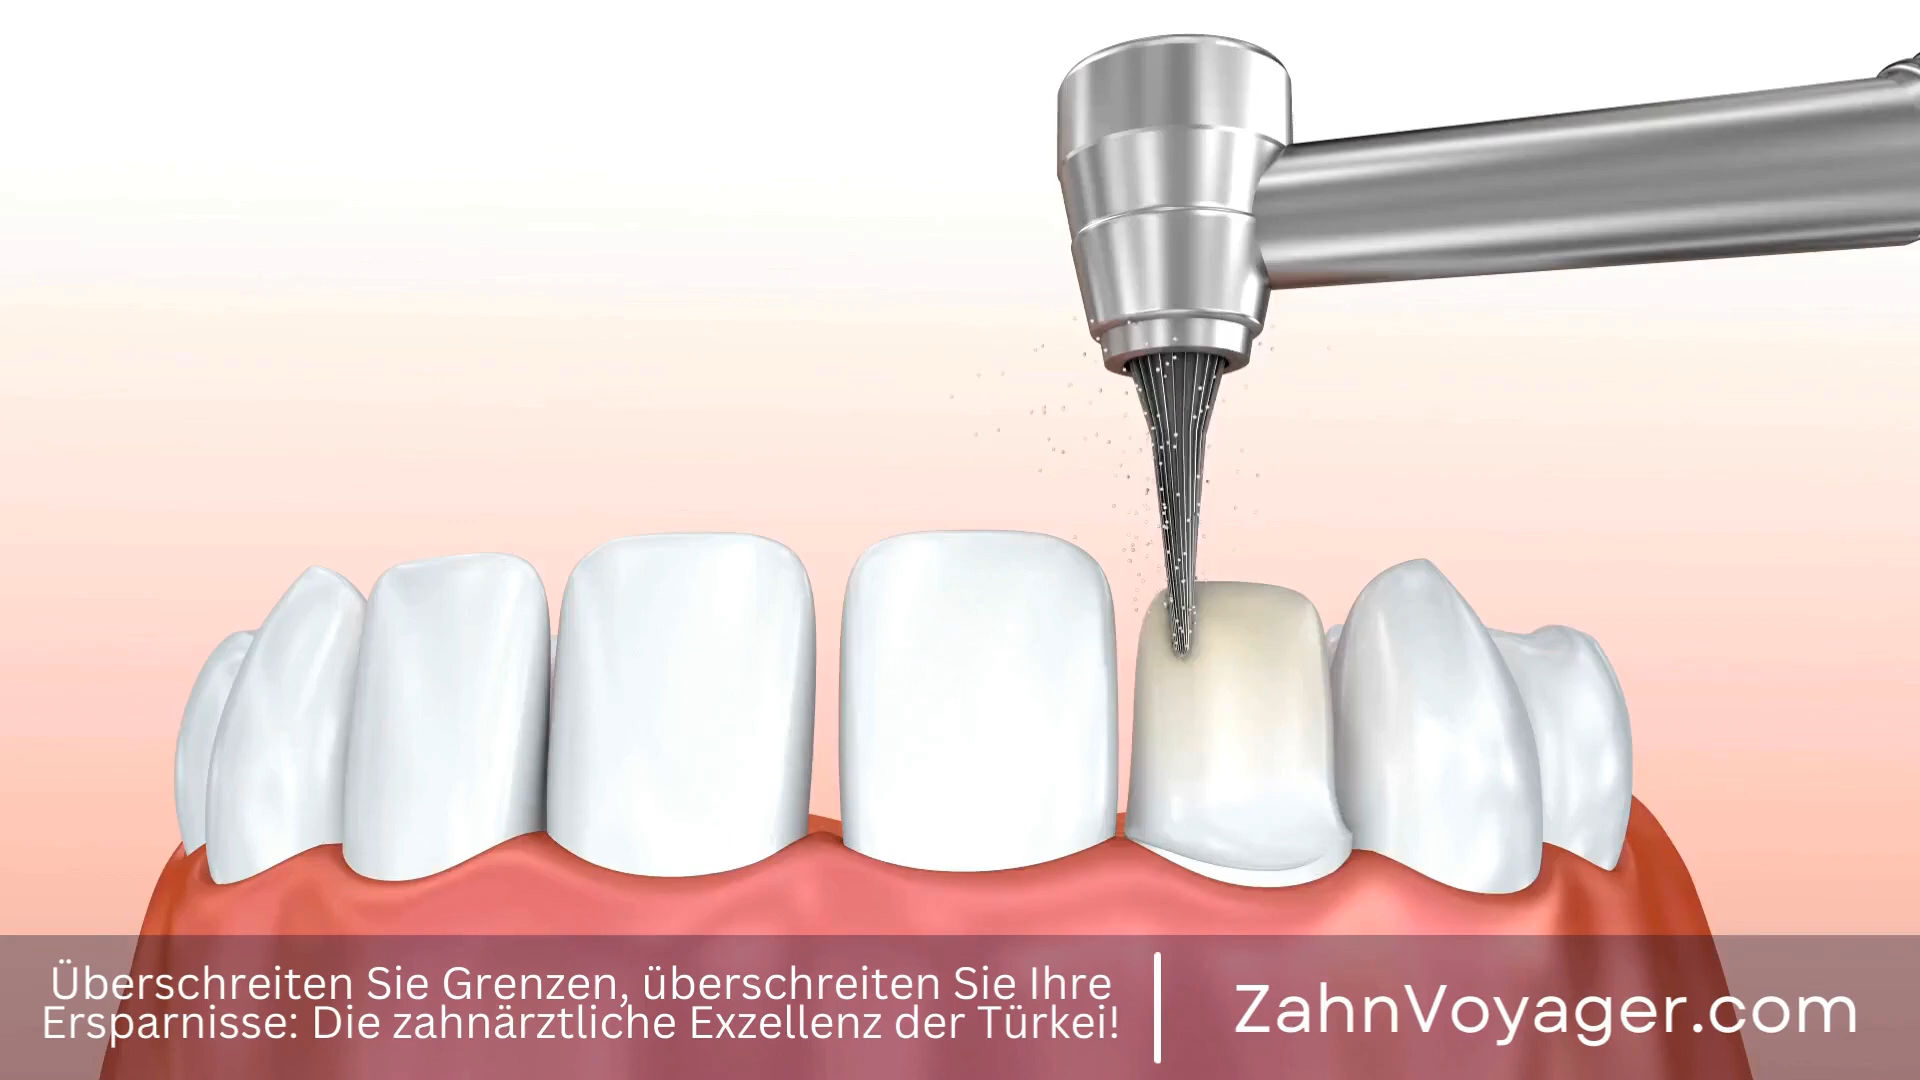 Überschreiten Sie Grenzen, überschreiten Sie Ihre
Ersparnisse: Die zahnärztliche Exzellenz der Türkei!
ZahnVoyager.com